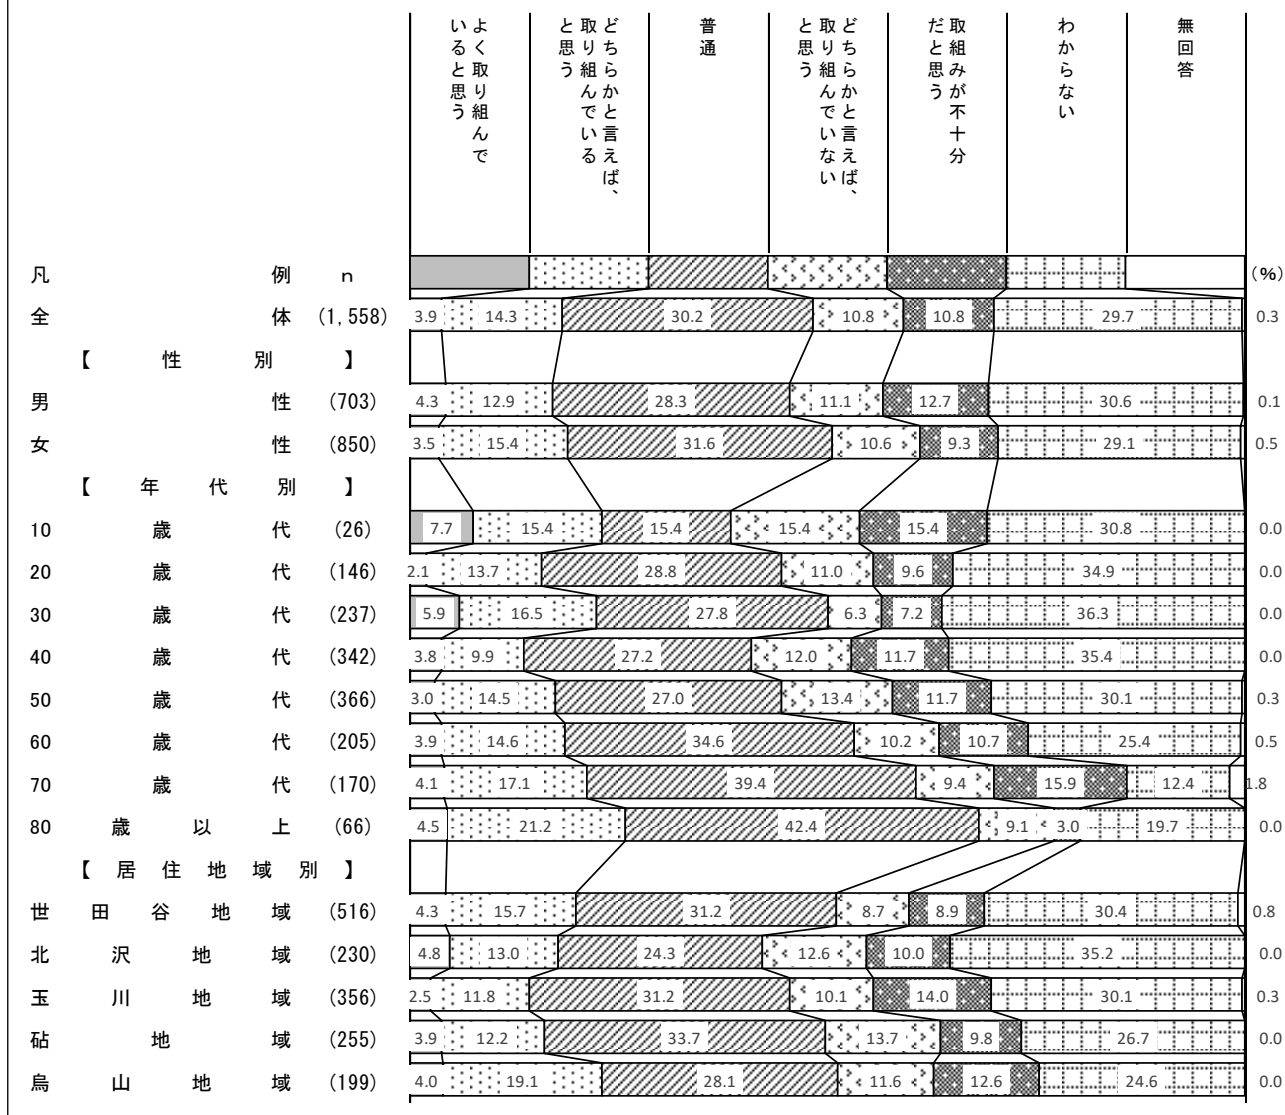 よく取り組んで
いると思う
どちらかと言えば、
取り組んでいる
と思う
普通
どちらかと言えば、
取り組んでいない
と思う
取組みが不十分
だと思う
わからない
無回答
凡例 n (%)
全体 (1,558) 3.9 14.3 30.2 10.8 10.8 29.7 0.3
【性別】
男性 (703) 4.3 12.9 28.3 11.1 12.7 30.6 0.1
女性 (850) 3.5 15.4 31.6 10.6 9.3 29.1 0.5
【年代別】
10歳代 (26) 7.7 15.4 15.4 15.4 15.4 30.8 0.0
20歳代 (146) 2.1 13.7 28.8 11.0 9.6 34.9 0.0
30歳代 (237) 5.9 16.5 27.8 6.3 7.2 36.3 0.0
40歳代 (342) 3.8 9.9 27.2 12.0 11.7 35.4 0.0
50歳代 (366) 3.0 14.5 27.0 13.4 11.7 30.1 0.3
60歳代 (205) 3.9 14.6 34.6 10.2 10.7 25.4 0.5
70歳代 (170) 4.1 17.1 39.4 9.4 15.9 12.4 1.8
80歳以上 (66) 4.5 21.2 42.4 9.1 3.0 19.7 0.0
【居住地域別】
世田谷地域 (516) 4.3 15.7 31.2 8.7 8.9 30.4 0.8
北沢地域 (230) 4.8 13.0 24.3 12.6 10.0 35.2 0.0
玉川地域 (356) 2.5 11.8 31.2 10.1 14.0 30.1 0.3
砧地域 (255) 3.9 12.2 33.7 13.7 9.8 26.7 0.0
烏山地域 (199) 4.0 19.1 28.1 11.6 12.6 24.6 0.0